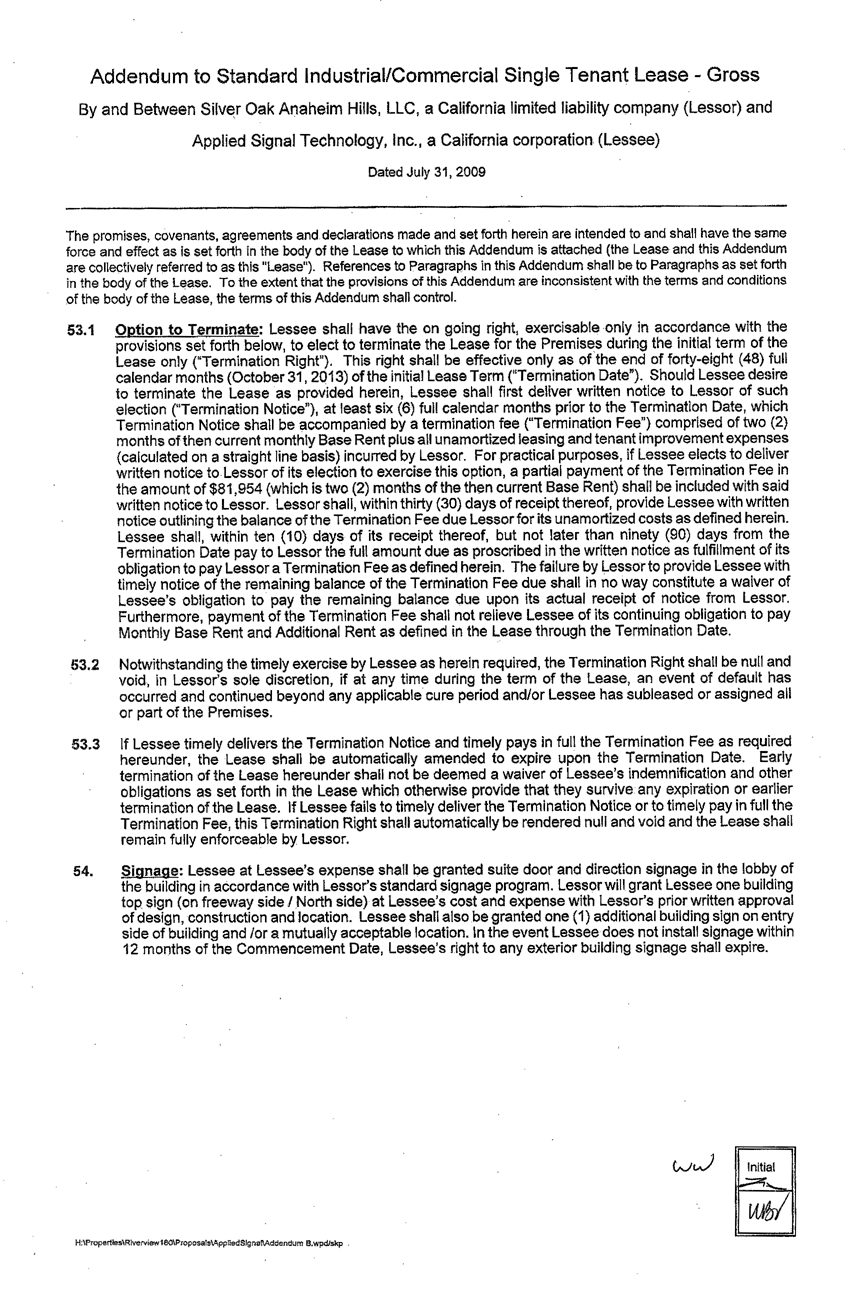 Addendum to Standard Industrial/Commercial Single Tenant Lease - Gross
By and Between Silver Oak Anaheim Hills, LLC, a California limited liability company (Lessor) and
Applied Signal Technology, Inc., a California corporation (Lessee)
Dated July 31, 2009
The promises, covenants, agreements and declarations made and set forth herein are intended to and shall have the same
force and effect as is set forth in the body of the Lease to which this Addendum is attached (the Lease and this Addendum
are collectively referred to as this "Lease"). References to Paragraphs in this Addendum shall be to Paragraphs as set forth
in the body of the Lease. To the extent that the provisions of this Addendum are inconsistent with the terms and conditions
of the body of the Lease, the terms of this Addendum shall control.
53.1 Option to Terminate: Lessee shall have the on going right, exercisable only in accordance with the
provisions set forth below, to elect to terminate the Lease for the Premises during the initial term of the
Lease only ("Termination Right"). This right shall be effective only as of the end of forty-eight (48) full
calendar months (October 31, 2013) of the initial Lease Term ("Termination Date"). Should Lessee desire
to terminate the Lease as provided herein, Lessee shall first deliver written notice to Lessor of such
election ("Termination Notice"), at least six (6) full calendar months prior to the Termination Date, which
Termination Notice shall be accompanied by a termination fee ("Termination Fee") comprised of two (2)
months of then current monthly Base Rent plus all unamortized leasing and tenant improvement expenses
(calculated on a straight line basis) incurred by Lessor. For practical purposes, if Lessee elects to deliver
written notice to Lessor of its election to exercise this option, a partial payment of the Termination Fee in
the amount of $81,954 (which is two (2) months of the then current Base Rent) shall be included with said
written notice to Lessor. Lessor shall, within thirty (30) days of receipt thereof, provide Lessee with written
notice outlining the balance of the Termination Fee due Lessor for its unamortized costs as defined herein.
Lessee shall, within ten (10) days of its receipt thereof, but not later than ninety (90) days from the
Termination Date pay to Lessor the full amount due as proscribed in the written notice as fulfillment of its
obligation to pay Lessor a Termination Fee as defined herein. The failure by Lessor to provide Lessee with
timely notice of the remaining balance of the Termination Fee due shall in no way constitute a waiver of
Lessee's obligation to pay the remaining balance due upon its actual receipt of notice from Lessor.
Furthermore, payment of the Termination Fee shall not relieve Lessee of its continuing obligation to pay
Monthly Base Rent and Additional Rent as defined in the Lease through the Termination Date.
53.2 Notwithstanding the timely exercise by Lessee as herein required, the Termination Right shall be null and
void, in Lessor's sole discretion, if at any time during the term of the Lease, an event of default has
occurred and continued beyond any applicable cure period and/or Lessee has subleased or assigned all
or part of the Premises.
53.3 If Lessee timely delivers the Termination Notice and timely pays in full the Termination Fee as required
hereunder, the Lease shall be automatically amended to expire upon the Termination Date. Early
termination of the Lease hereunder shall not be deemed a waiver of Lessee's indemnification and other
obligations as set forth in the Lease which otherwise provide that they survive any expiration or earlier
termination of the Lease. If Lessee fails to timely deliver the Termination Notice or to timely pay in full the
Termination Fee, this Termination Right shall automatically be rendered null and void and the Lease shall
remain fully enforceable by Lessor.
54. Signage: Lessee at Lessee's expense shall be granted suite door and direction signage in the lobby of
the building in accordance with Lessor's standard signage program. Lessor will grant Lessee one building
top sign (on freeway side / North side) at Lessee's cost and expense with Lessor's prior written approval
of design, construction and location. Lessee shall also be granted one (1) additional building sign on entry
side of building and /or a mutually acceptable location. In the event Lessee does not install signage within
12 months of the Commencement Date, Lessee's right to any exterior building signage shall expire.
WW
Initial
H:\Properties\Riverview160\Proposals\AppliedSignal\Addendum B.wpd/skp